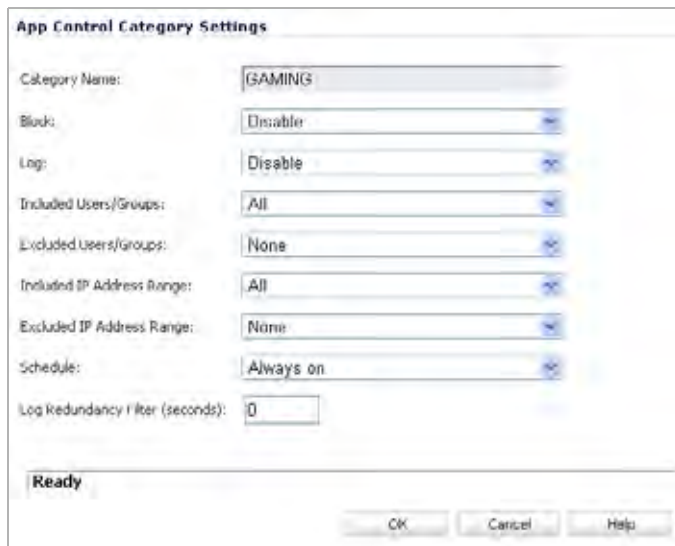 App Control Category Settings
Category Name: GAMING
Block: Disable
Log: Disable
Included Users/Groups: All
Excluded Users/Groups: None
Included IP Address Range: All
Excluded IP Address Range: None
Schedule: Always on
Log Redundancy Filter (seconds): 0
Ready
OK Cancel Help